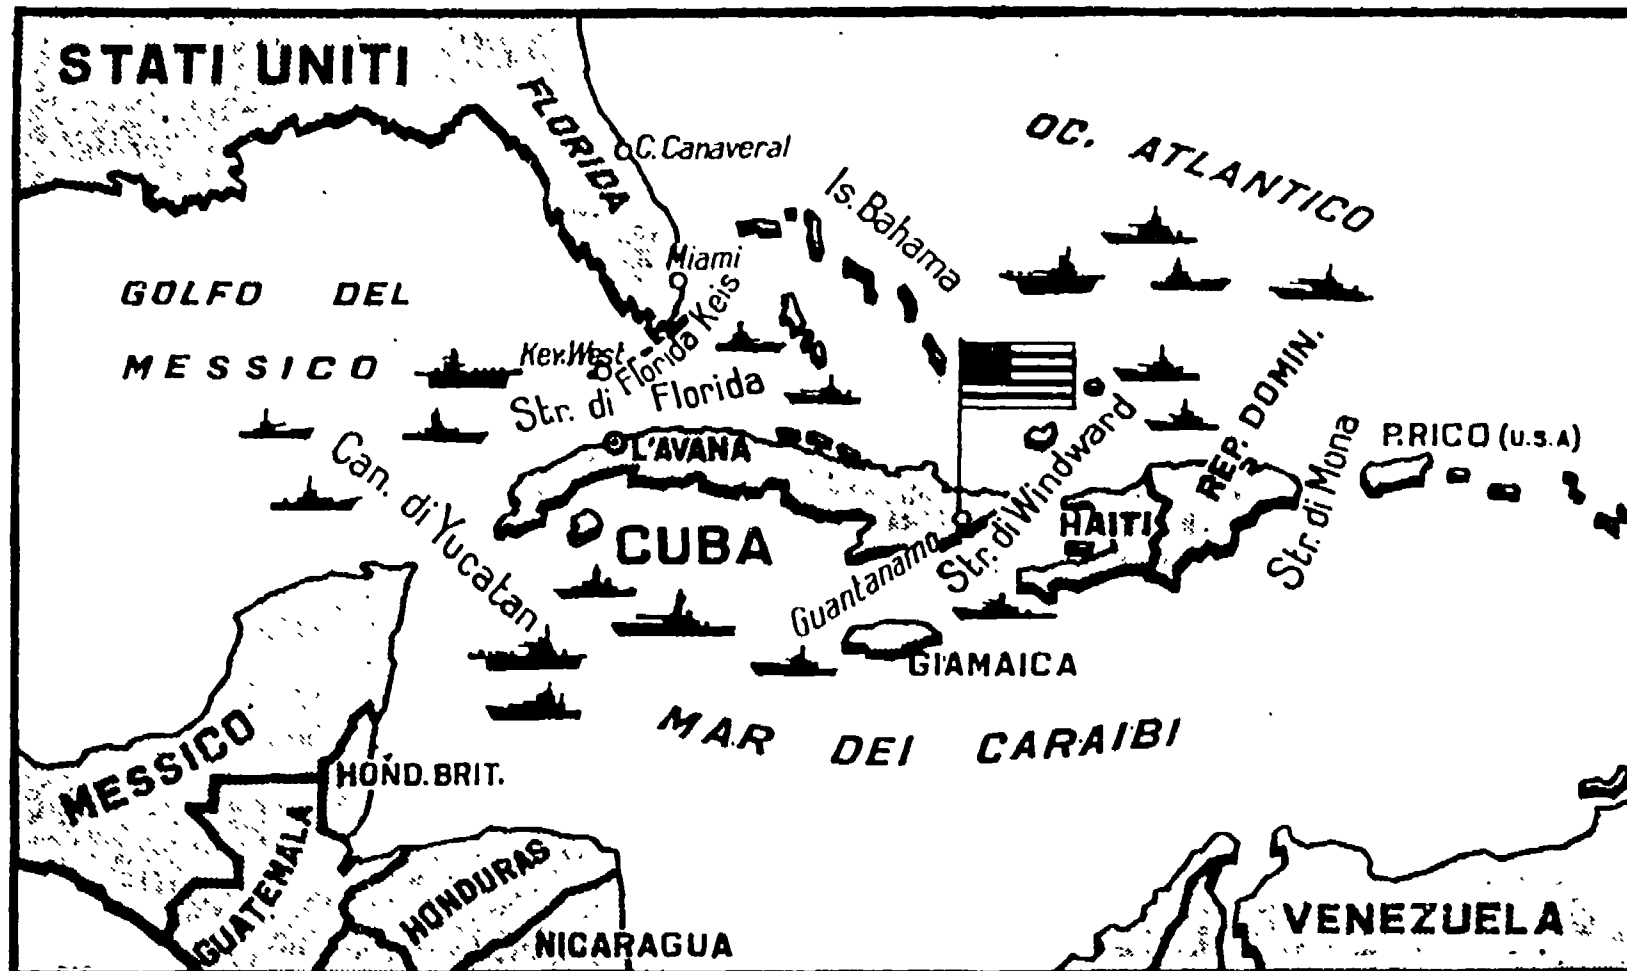 STATI UNITI
FLORIDA
C. Canaveral
OC. ATLANTICO
Is. Bahama
Miami
GOLFO DEL
MESSICO
Key. West
Florida Keis
Str. di Florida
L'AVANA
Can. di Yucatan
CUBA
Guantanamo
Str. di Windward
HAITI
REP. DOMIN.
Str. di Mona
P. RICO (U.S.A)
GIAMAICA
MAR DEI CARAIBI
MESSICO
HOND. BRIT.
GUATEMALA
HONDURAS
NICARAGUA
VENEZUELA